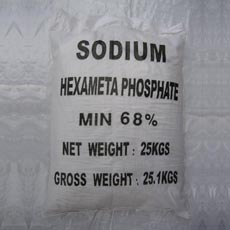 SODIUM
HEXAMETA PHOSPHATE
MIN 68%
NET WEIGHT : 25KGS
GROSS WEIGHT : 25.1KGS